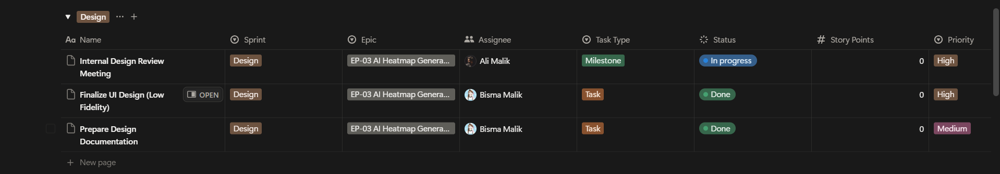 Design
Aa Name Sprint Epic Assignee Task Type Status # Story Points Priority
Internal Design Review Design EP-03 AI Heatmap Genera... Ali Malik Milestone In progress 0 High
Meeting
Finalize UI Design (Low OPEN Design EP-03 AI Heatmap Genera... Bisma Malik Task Done 0 High
Fidelity)
Prepare Design Design EP-03 AI Heatmap Genera... Bisma Malik Task Done 0 Medium
Documentation
+ New page